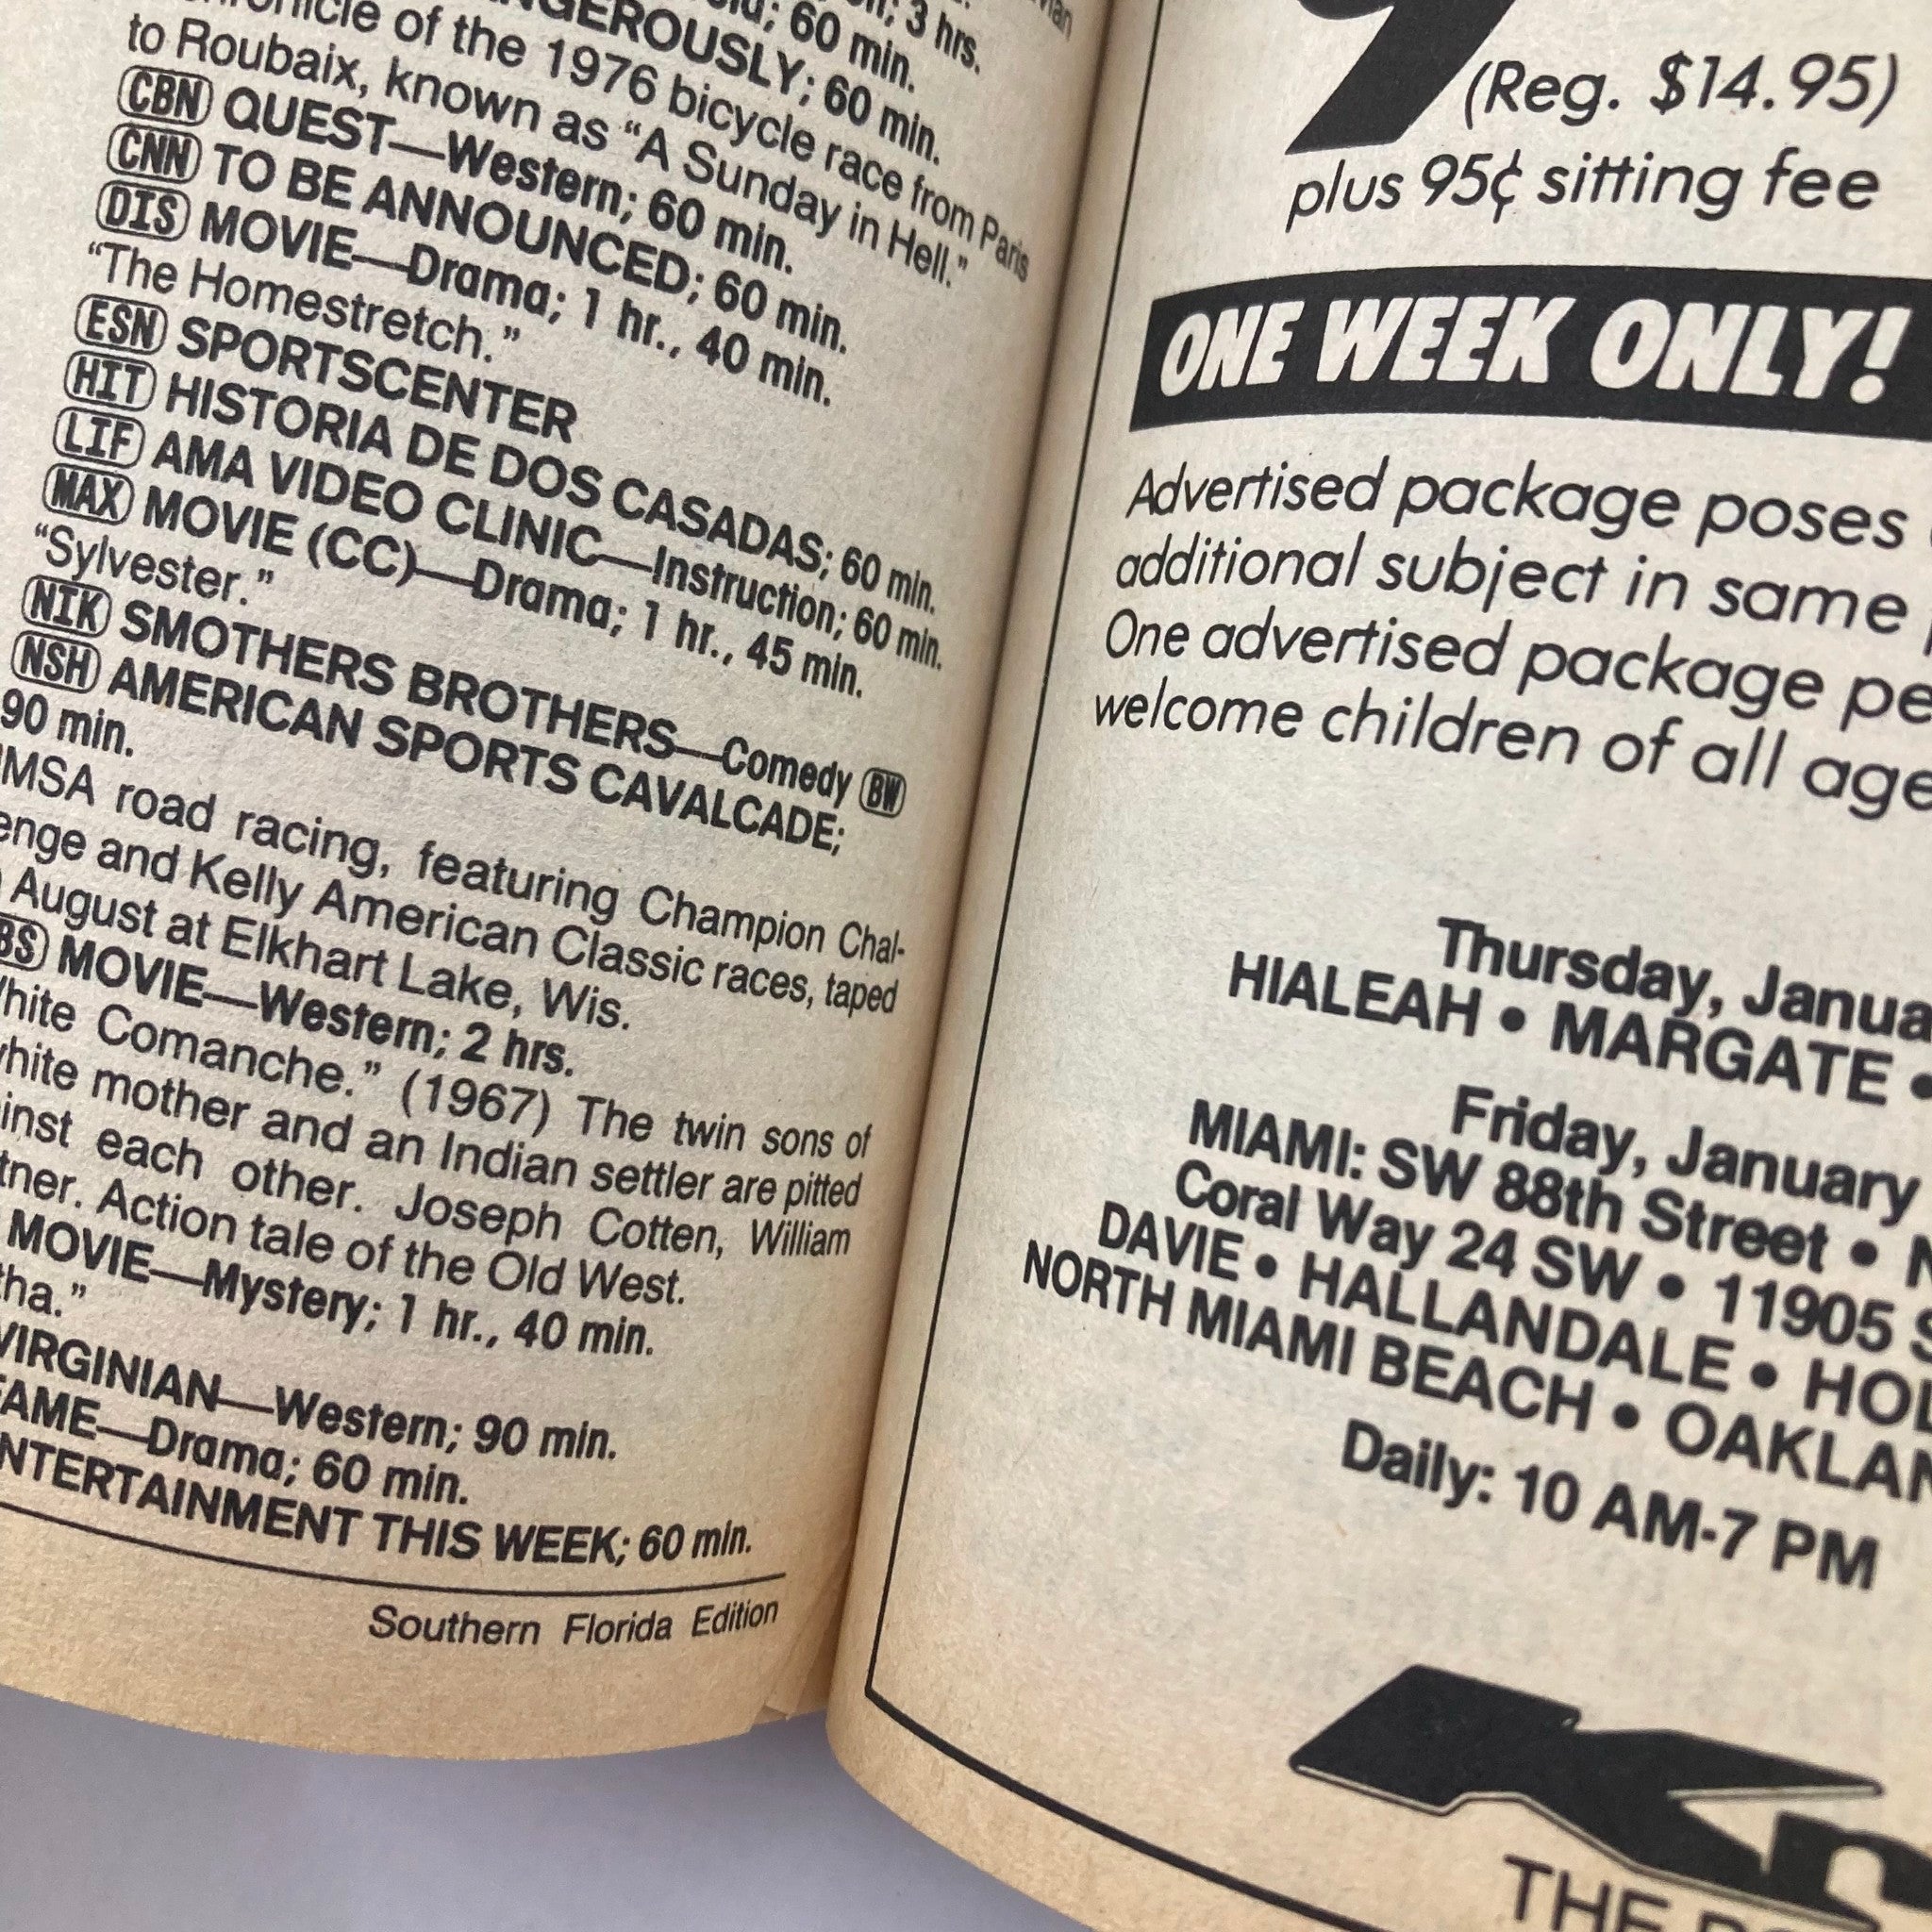 3 hrs.
60 min.
NGEROUSLY; 60 min.
of the 1976 bicycle race from Paris
to Roubaix, known as “A Sunday in Hell.”
CBN QUEST—Western; 60 min.
CNN TO BE ANNOUNCED; 60 min.
DIS MOVIE—Drama; 1 hr., 40 min.
“The Homestretch.”
ESN SPORTSCENTER
HIT HISTORIA DE DOS CASADAS; 60 min.
LIF AMA VIDEO CLINIC—Instruction; 60 min.
MAX MOVIE (CC)—Drama; 1 hr., 45 min.
“Sylvester.”
NIK SMOTHERS BROTHERS—Comedy BW
NSH AMERICAN SPORTS CAVALCADE;
90 min.
MSA road racing, featuring Champion Chal-
enge and Kelly American Classic races, taped
August at Elkhart Lake, Wis.
BS MOVIE—Western; 2 hrs.
hite Comanche.” (1967) The twin sons of
hite mother and an Indian settler are pitted
inst each other. Joseph Cotten, William
tner. Action tale of the Old West.
MOVIE—Mystery; 1 hr., 40 min.
tha.”
VIRGINIAN—Western; 90 min.
FAME—Drama; 60 min.
NTERTAINMENT THIS WEEK; 60 min.
Southern Florida Edition
9
(Reg. $14.95)
plus 95¢ sitting fee
ONE WEEK ONLY!
Advertised package poses
additional subject in same
One advertised package pe
welcome children of all age
Thursday, Janua
HIALEAH • MARGATE •
Friday, January
MIAMI: SW 88th Street • N
Coral Way 24 SW • 11905 S
DAVIE • HALLANDALE • HOL
NORTH MIAMI BEACH • OAKLAN
Daily: 10 AM-7 PM
K
THE